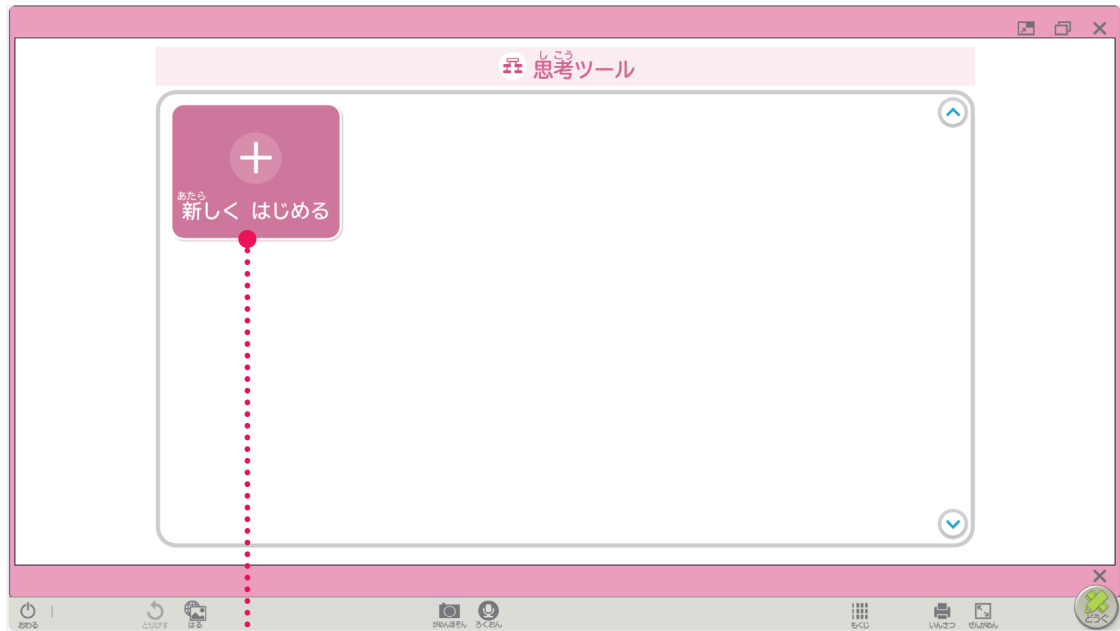 しこう
思考ツール
あたら
新しく はじめる
おわる
とりけす
はる
がめんほぞん
ろくおん
もくじ
いんさつ
ぜんがめん
どうぐ